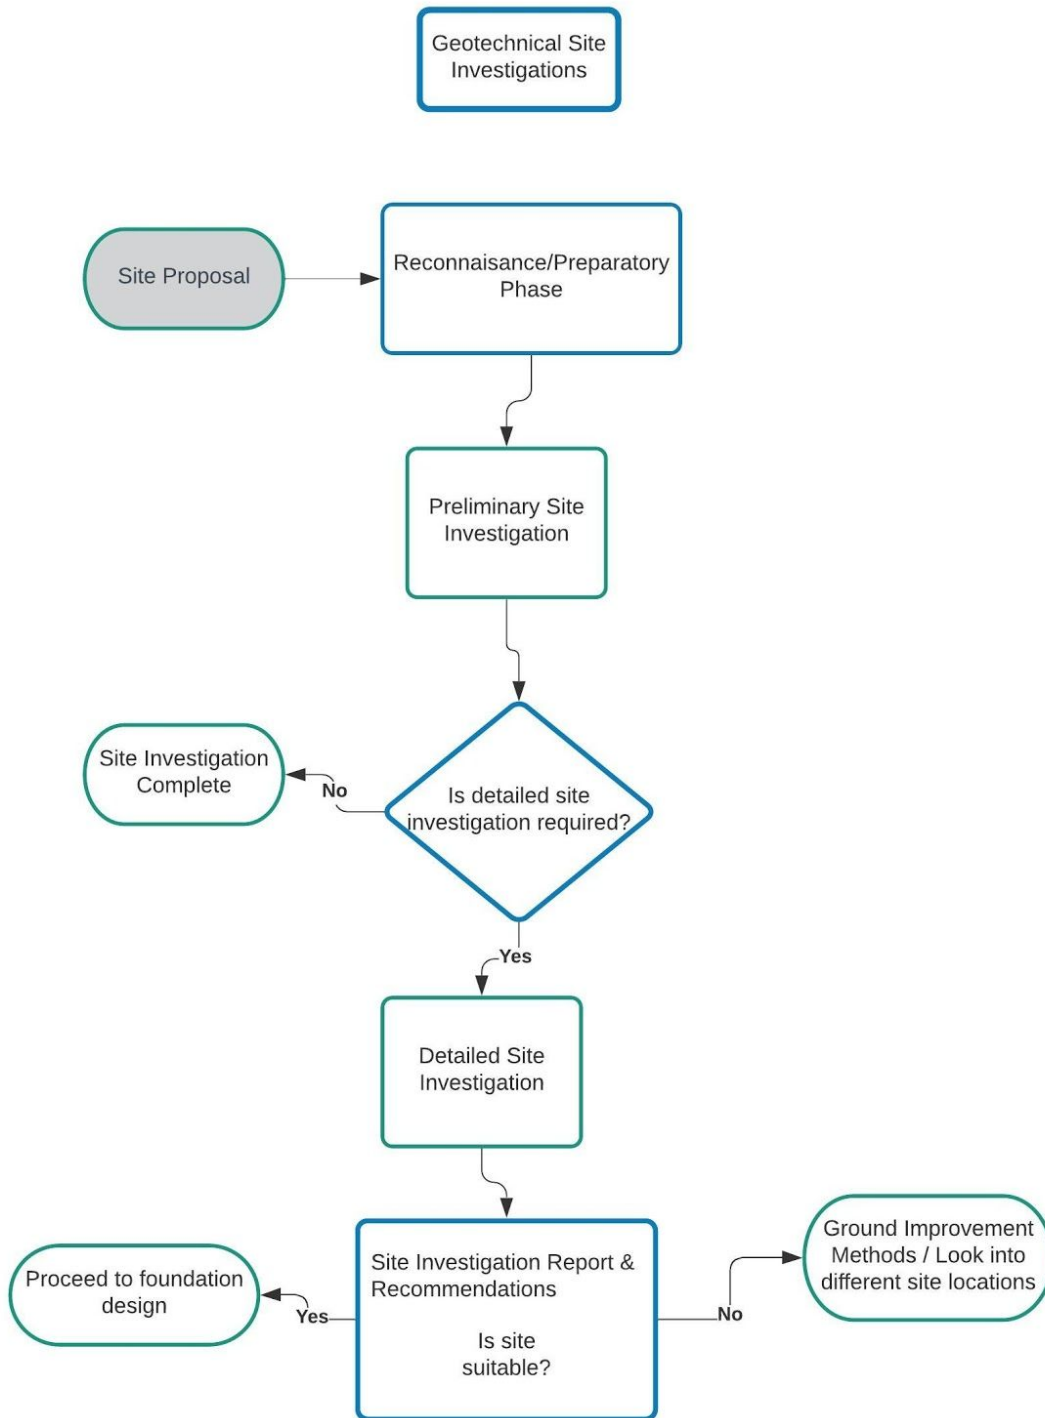 Geotechnical Site
Investigations
Site Proposal
Reconnaisance/Preparatory
Phase
Preliminary Site
Investigation
Is detailed site
investigation required?
No
Site Investigation
Complete
Yes
Detailed Site
Investigation
Site Investigation Report &
Recommendations
Is site
suitable?
Yes
Proceed to foundation
design
No
Ground Improvement
Methods / Look into
different site locations